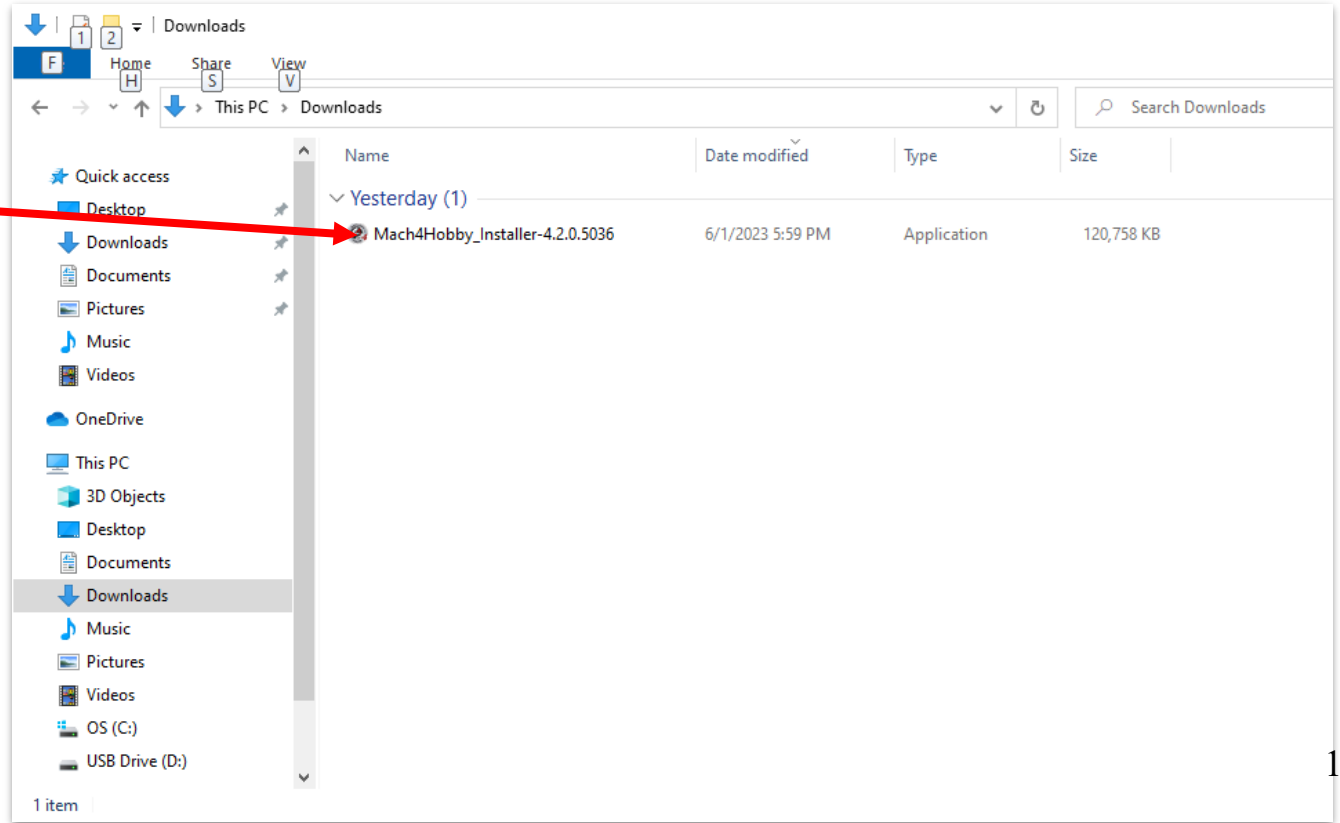 Downloads
1 2
F Home Share View
H S V
This PC > Downloads Search Downloads
Name Date modified Type Size
Quick access
Desktop
Downloads
Documents
Pictures
Music
Videos
OneDrive
This PC
3D Objects
Desktop
Documents
Downloads
Music
Pictures
Videos
OS (C:)
USB Drive (D:)
Yesterday (1)
Mach4Hobby_Installer-4.2.0.5036 6/1/2023 5:59 PM Application 120,758 KB
1
1 item